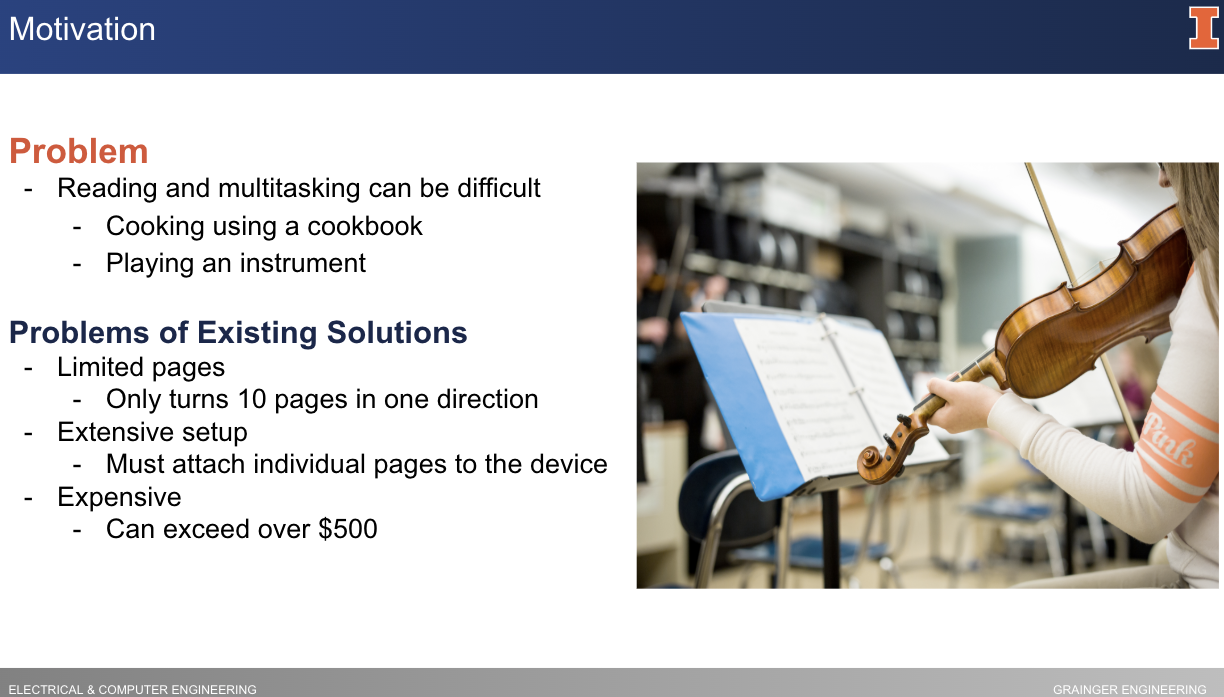 Motivation
Problem
- Reading and multitasking can be difficult
- Cooking using a cookbook
- Playing an instrument
Problems of Existing Solutions
- Limited pages
- Only turns 10 pages in one direction
- Extensive setup
- Must attach individual pages to the device
- Expensive
- Can exceed over $500
Pink
ELECTRICAL & COMPUTER ENGINEERING
GRAINGER ENGINEERING